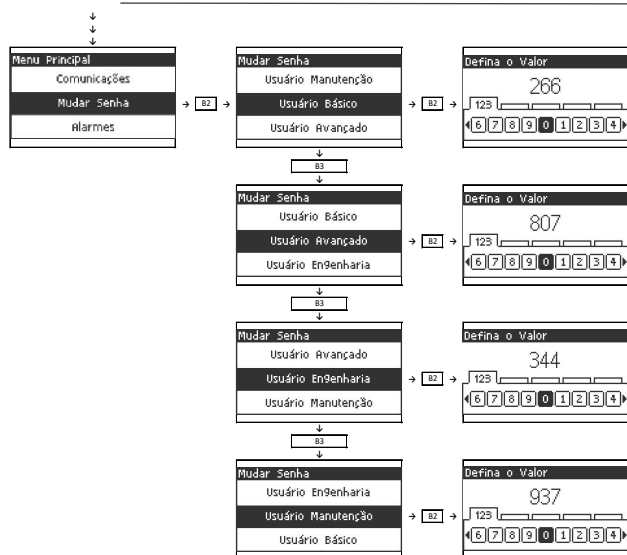 Menu Principal
Comunicações
Mudar Senha
Alarmes
B2
Mudar Senha
Usuário Manutenção
Usuário Básico
Usuário Avançado
B2
Defina o Valor
266
123
6 7 8 9 0 1 2 3 4
B3
Mudar Senha
Usuário Básico
Usuário Avançado
Usuário Engenharia
B2
Defina o Valor
807
123
6 7 8 9 0 1 2 3 4
B3
Mudar Senha
Usuário Avançado
Usuário Engenharia
Usuário Manutenção
B2
Defina o Valor
344
123
6 7 8 9 0 1 2 3 4
B3
Mudar Senha
Usuário Engenharia
Usuário Manutenção
Usuário Básico
B2
Defina o Valor
937
123
6 7 8 9 0 1 2 3 4